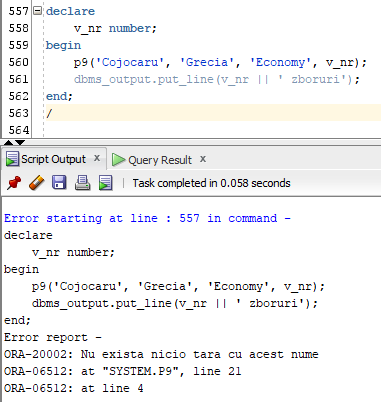 557 declare
558 v_nr number;
559 begin
560 p9('Cojocaru', 'Grecia', 'Economy', v_nr);
561 dbms_output.put_line(v_nr || ' zboruri');
562 end;
563 /
564
Script Output x Query Result x
Task completed in 0.058 seconds
Error starting at line : 557 in command -
declare
v_nr number;
begin
p9('Cojocaru', 'Grecia', 'Economy', v_nr);
dbms_output.put_line(v_nr || ' zboruri');
end;
Error report -
ORA-20002: Nu exista nicio tara cu acest nume
ORA-06512: at "SYSTEM.P9", line 21
ORA-06512: at line 4